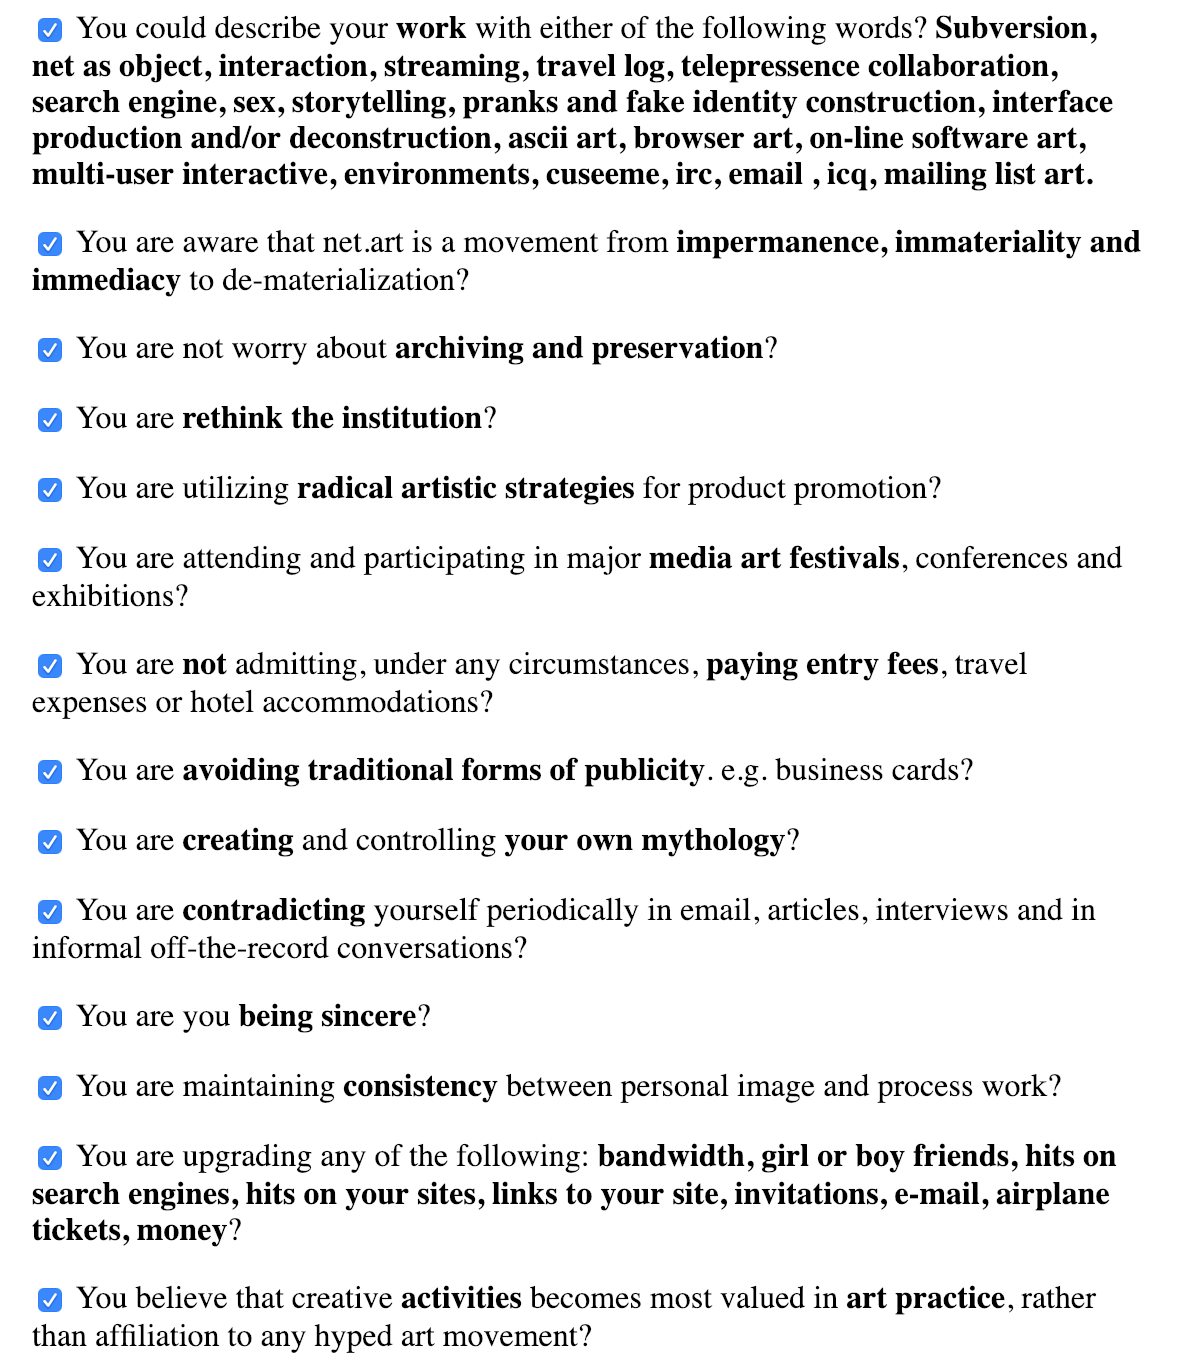 You could describe your work with either of the following words? Subversion,
net as object, interaction, streaming, travel log, telepressence collaboration,
search engine, sex, storytelling, pranks and fake identity construction, interface
production and/or deconstruction, ascii art, browser art, on-line software art,
multi-user interactive, environments, cuseeme, irc, email , icq, mailing list art.
You are aware that net.art is a movement from impermanence, immateriality and
immediacy to de-materialization?
You are not worry about archiving and preservation?
You are rethink the institution?
You are utilizing radical artistic strategies for product promotion?
You are attending and participating in major media art festivals, conferences and
exhibitions?
You are not admitting, under any circumstances, paying entry fees, travel
expenses or hotel accommodations?
You are avoiding traditional forms of publicity. e.g. business cards?
You are creating and controlling your own mythology?
You are contradicting yourself periodically in email, articles, interviews and in
informal off-the-record conversations?
You are you being sincere?
You are maintaining consistency between personal image and process work?
You are upgrading any of the following: bandwidth, girl or boy friends, hits on
search engines, hits on your sites, links to your site, invitations, e-mail, airplane
tickets, money?
You believe that creative activities becomes most valued in art practice, rather
than affiliation to any hyped art movement?